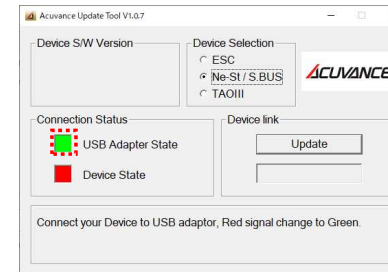 Acuvance Update Tool V1.0.7
Device S/W Version
Device Selection
ESC
Ne-St / S.BUS
TAOIII
ACUVANCE
Connection Status
USB Adapter State
Device State
Device link
Update
Connect your Device to USB adaptor, Red signal change to Green.